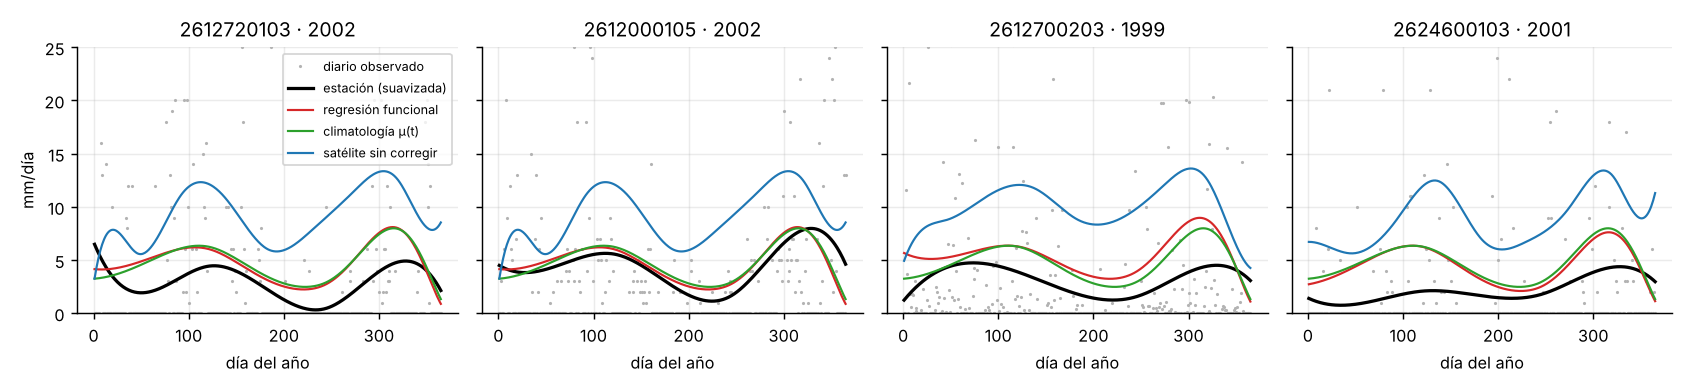 2612720103 · 2002
2612000105 · 2002
2612700203 · 1999
2624600103 · 2001
mm/día
25
20
15
10
5
0
diario observado
estación (suavizada)
regresión funcional
climatología μ(t)
satélite sin corregir
0 100 200 300
0 100 200 300
0 100 200 300
0 100 200 300
día del año
día del año
día del año
día del año